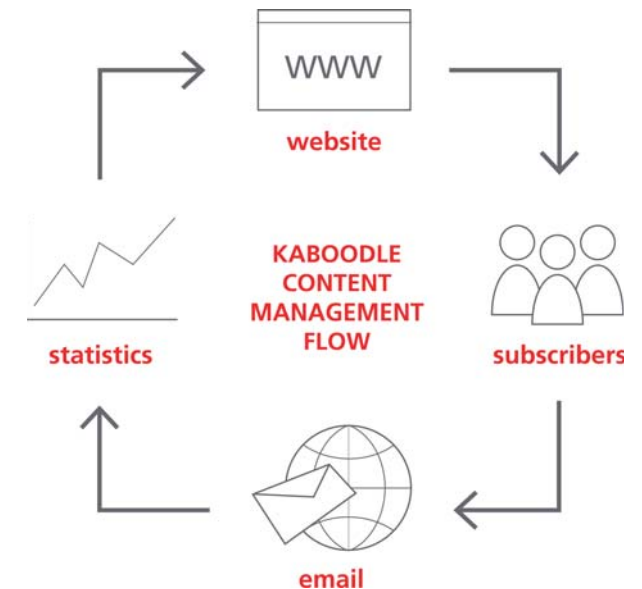 WWW
website
KABOODLE
CONTENT
MANAGEMENT
FLOW
statistics
subscribers
email